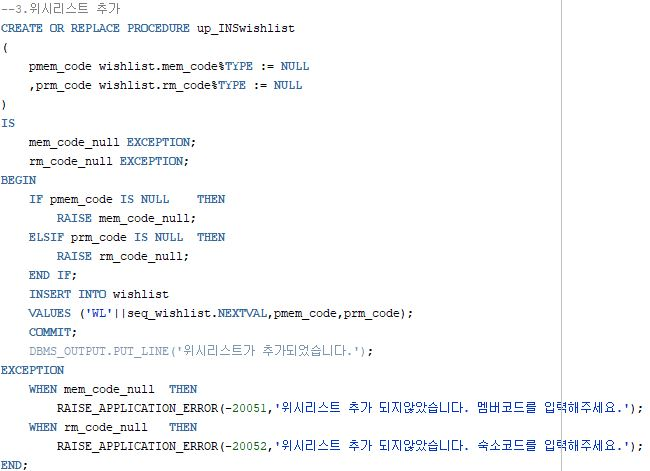 --3.위시리스트 추가
CREATE OR REPLACE PROCEDURE up_INSwishlist
(
    pmem_code wishlist.mem_code%TYPE := NULL
    ,prm_code wishlist.rm_code%TYPE := NULL
)
IS
    mem_code_null EXCEPTION;
    rm_code_null EXCEPTION;
BEGIN
    IF pmem_code IS NULL    THEN
        RAISE mem_code_null;
    ELSIF prm_code IS NULL  THEN
        RAISE rm_code_null;
    END IF;
    INSERT INTO wishlist
    VALUES ('WL'||seq_wishlist.NEXTVAL,pmem_code,prm_code);
    COMMIT;
    DBMS_OUTPUT.PUT_LINE('위시리스트가 추가되었습니다.');
EXCEPTION
    WHEN mem_code_null  THEN
        RAISE_APPLICATION_ERROR(-20051,'위시리스트 추가 되지않았습니다. 멤버코드를 입력해주세요.');
    WHEN rm_code_null   THEN
        RAISE_APPLICATION_ERROR(-20052,'위시리스트 추가 되지않았습니다. 숙소코드를 입력해주세요.');
END;